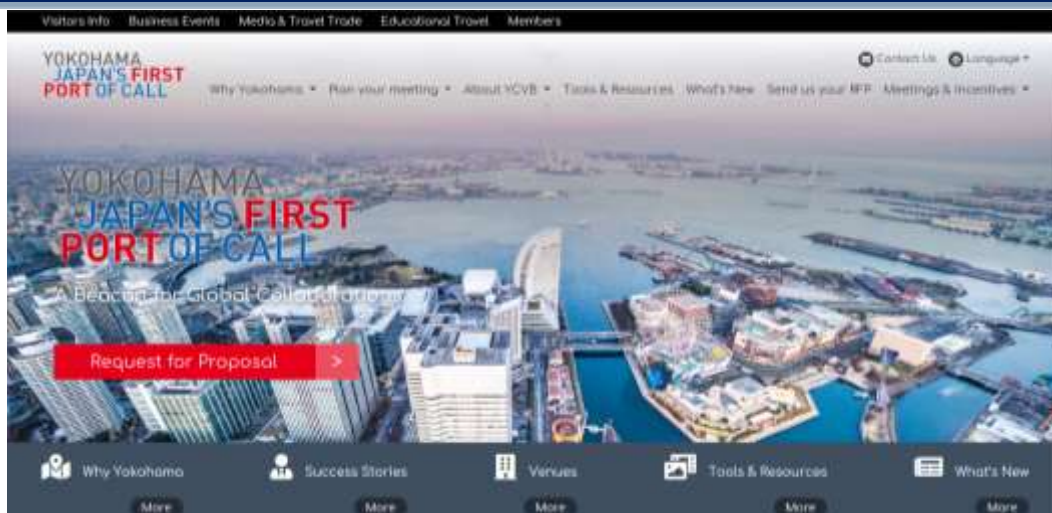 Visitors Info Business Events Media & Travel Trade Educational Travel Members
YOKOHAMA
JAPAN'S FIRST
PORT OF CALL
Contact Us Language
Why Yokohama Plan your meeting About YCVB Tools & Resources What's New Send us your RFP Meetings & Incentives
YOKOHAMA
JAPAN'S FIRST
PORT OF CALL
A Beacon for Global Collaborations
Request for Proposal >
Why Yokohama Success Stories Venues Tools & Resources What's New
More More More More More